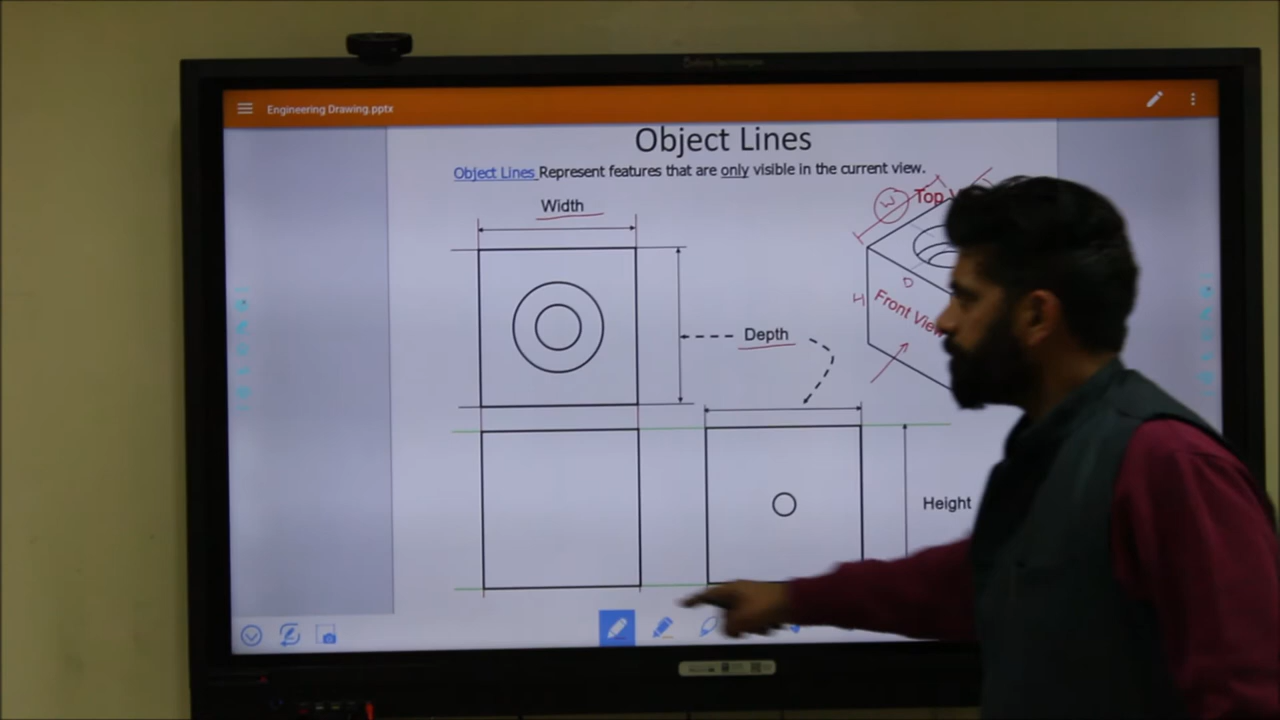 Engineering Drawing.pptx
Object Lines
Object Lines Represent features that are only visible in the current view.
Width
W
Top
D
H
Front View
Depth
Height